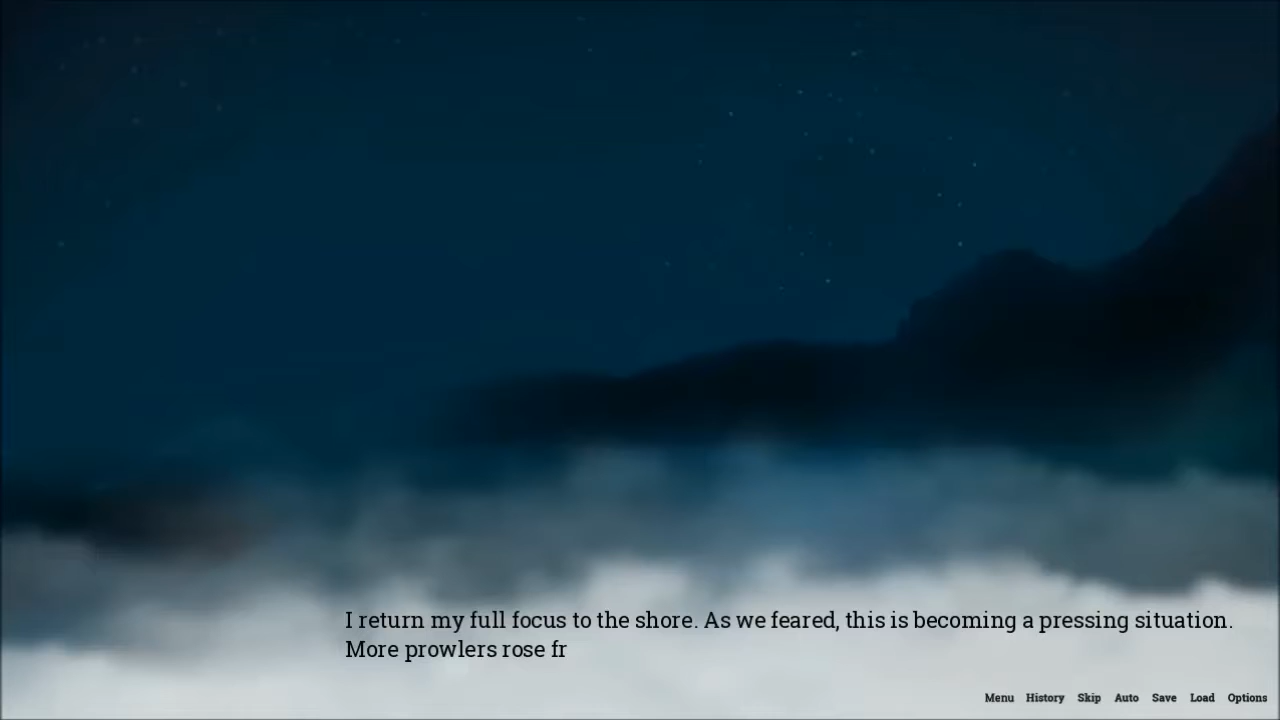 I return my full focus to the shore. As we feared, this is becoming a pressing situation.
More prowlers rose fr
Menu History Skip Auto Save Load Options